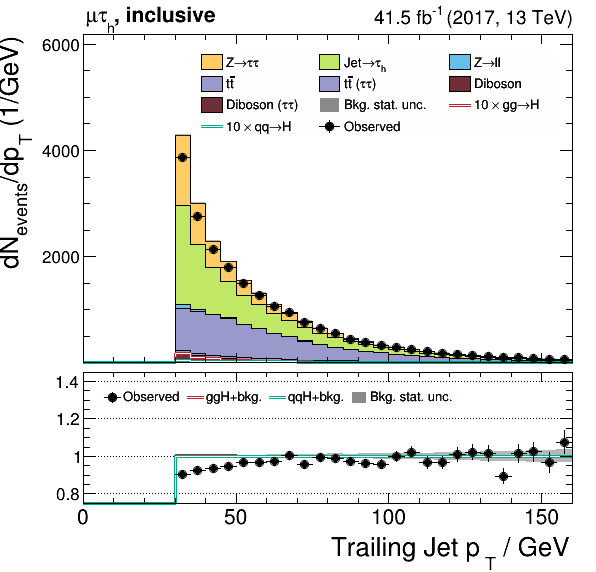 μτh, inclusive 41.5 fb⁻¹ (2017, 13 TeV)
6000
Z→ττ Jet→τh Z→ll
tt̄ tt̄ (ττ) Diboson
Diboson (ττ) Bkg. stat. unc. 10 × gg→H
10 × qq→H Observed
4000
2000
dNevents/dpT (1/GeV)
1.4
Observed ggH+bkg. qqH+bkg. Bkg. stat. unc.
1.2
1
0.8
0 50 100 150
Trailing Jet pT / GeV